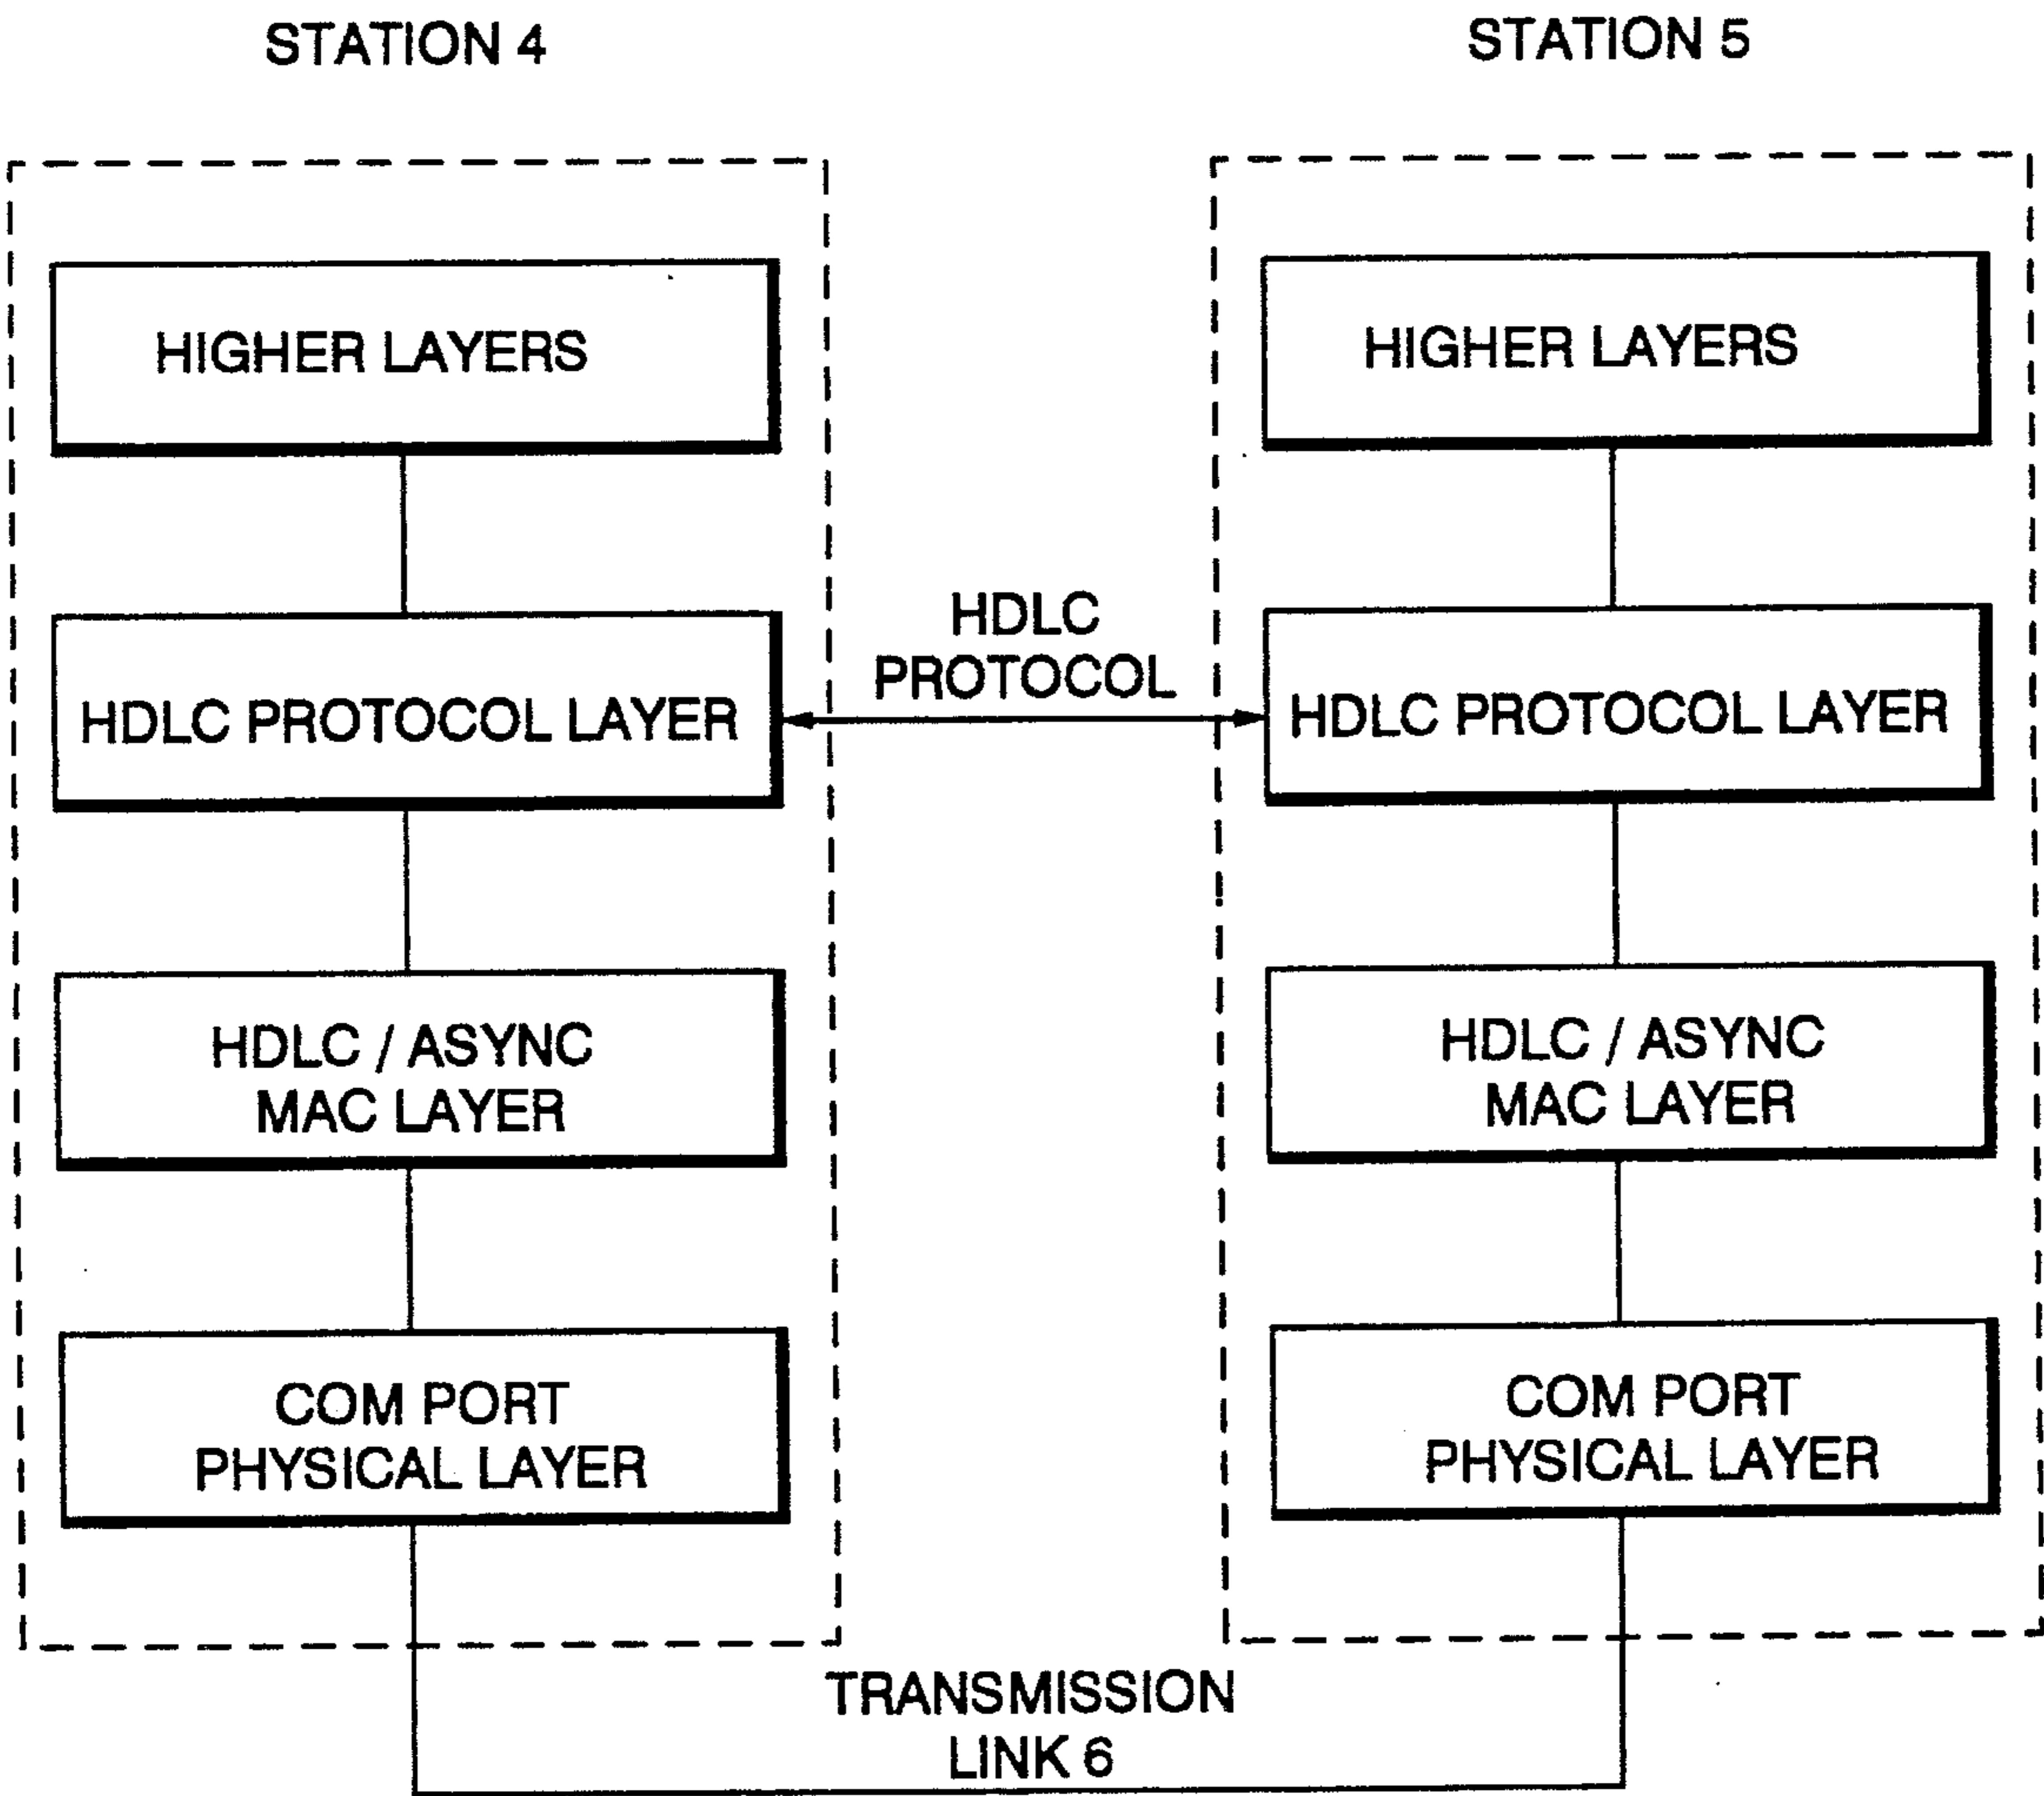 STATION 4
STATION 5
HIGHER LAYERS
HIGHER LAYERS
HDLC
PROTOCOL
HDLC PROTOCOL LAYER
HDLC PROTOCOL LAYER
HDLC / ASYNC
MAC LAYER
HDLC / ASYNC
MAC LAYER
COM PORT
PHYSICAL LAYER
COM PORT
PHYSICAL LAYER
TRANSMISSION
LINK 6